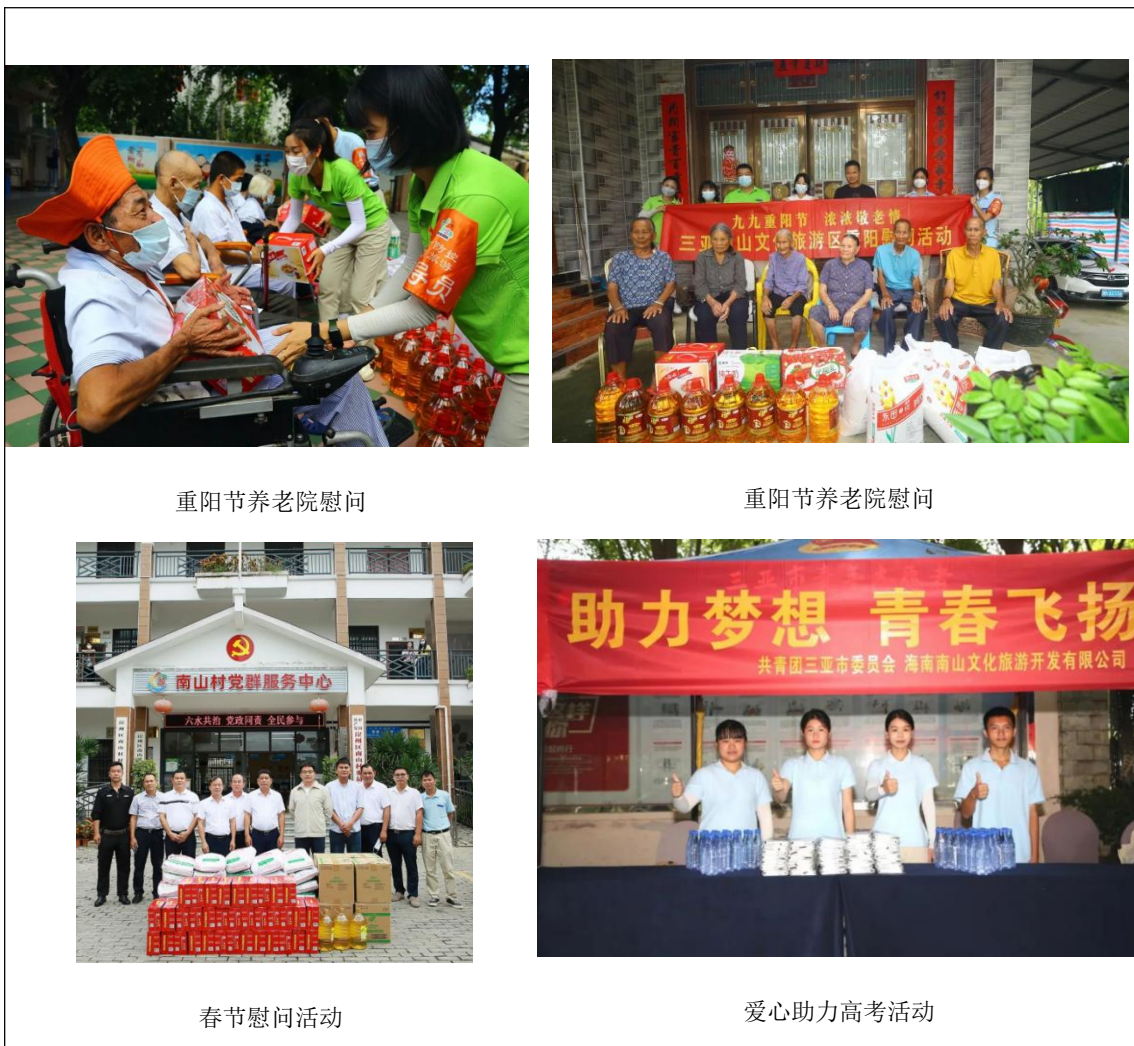 九九重阳节 浓浓敬老情
三亚南山文化旅游区重阳慰问活动
重阳节养老院慰问
重阳节养老院慰问
南山村党群服务中心
六水共治 党政同责 全民参与
助力梦想 青春飞扬
共青团三亚市委员会 海南南山文化旅游开发有限公司
春节慰问活动
爱心助力高考活动